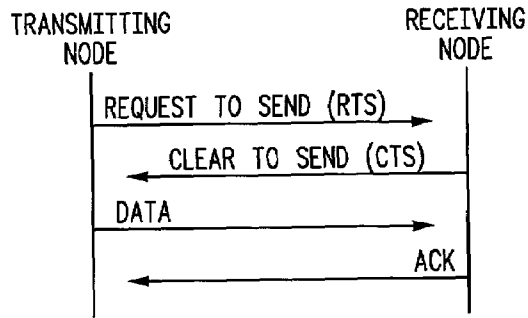 TRANSMITTING
NODE
RECEIVING
NODE
REQUEST TO SEND (RTS)
CLEAR TO SEND (CTS)
DATA
ACK